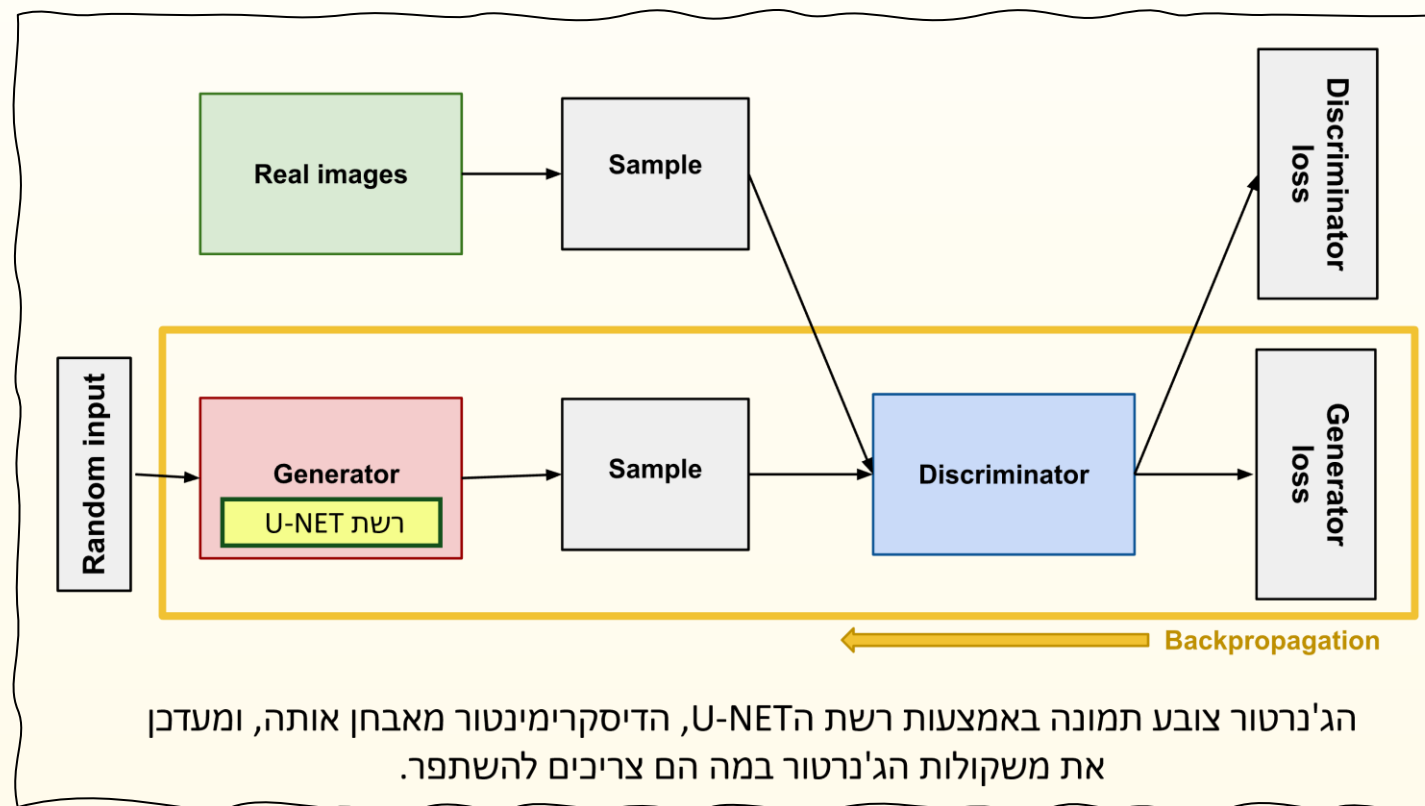 Real images
Sample
Discriminator
loss
Random input
Generator
רשת U-NET
Sample
Discriminator
Generator
loss
Backpropagation
הג'נרטור צובע תמונה באמצעות רשת הU-NET, הדיסקרימינטור מאבחן אותה, ומעדכן
את משקולות הג'נרטור במה הם צריכים להשתפר.